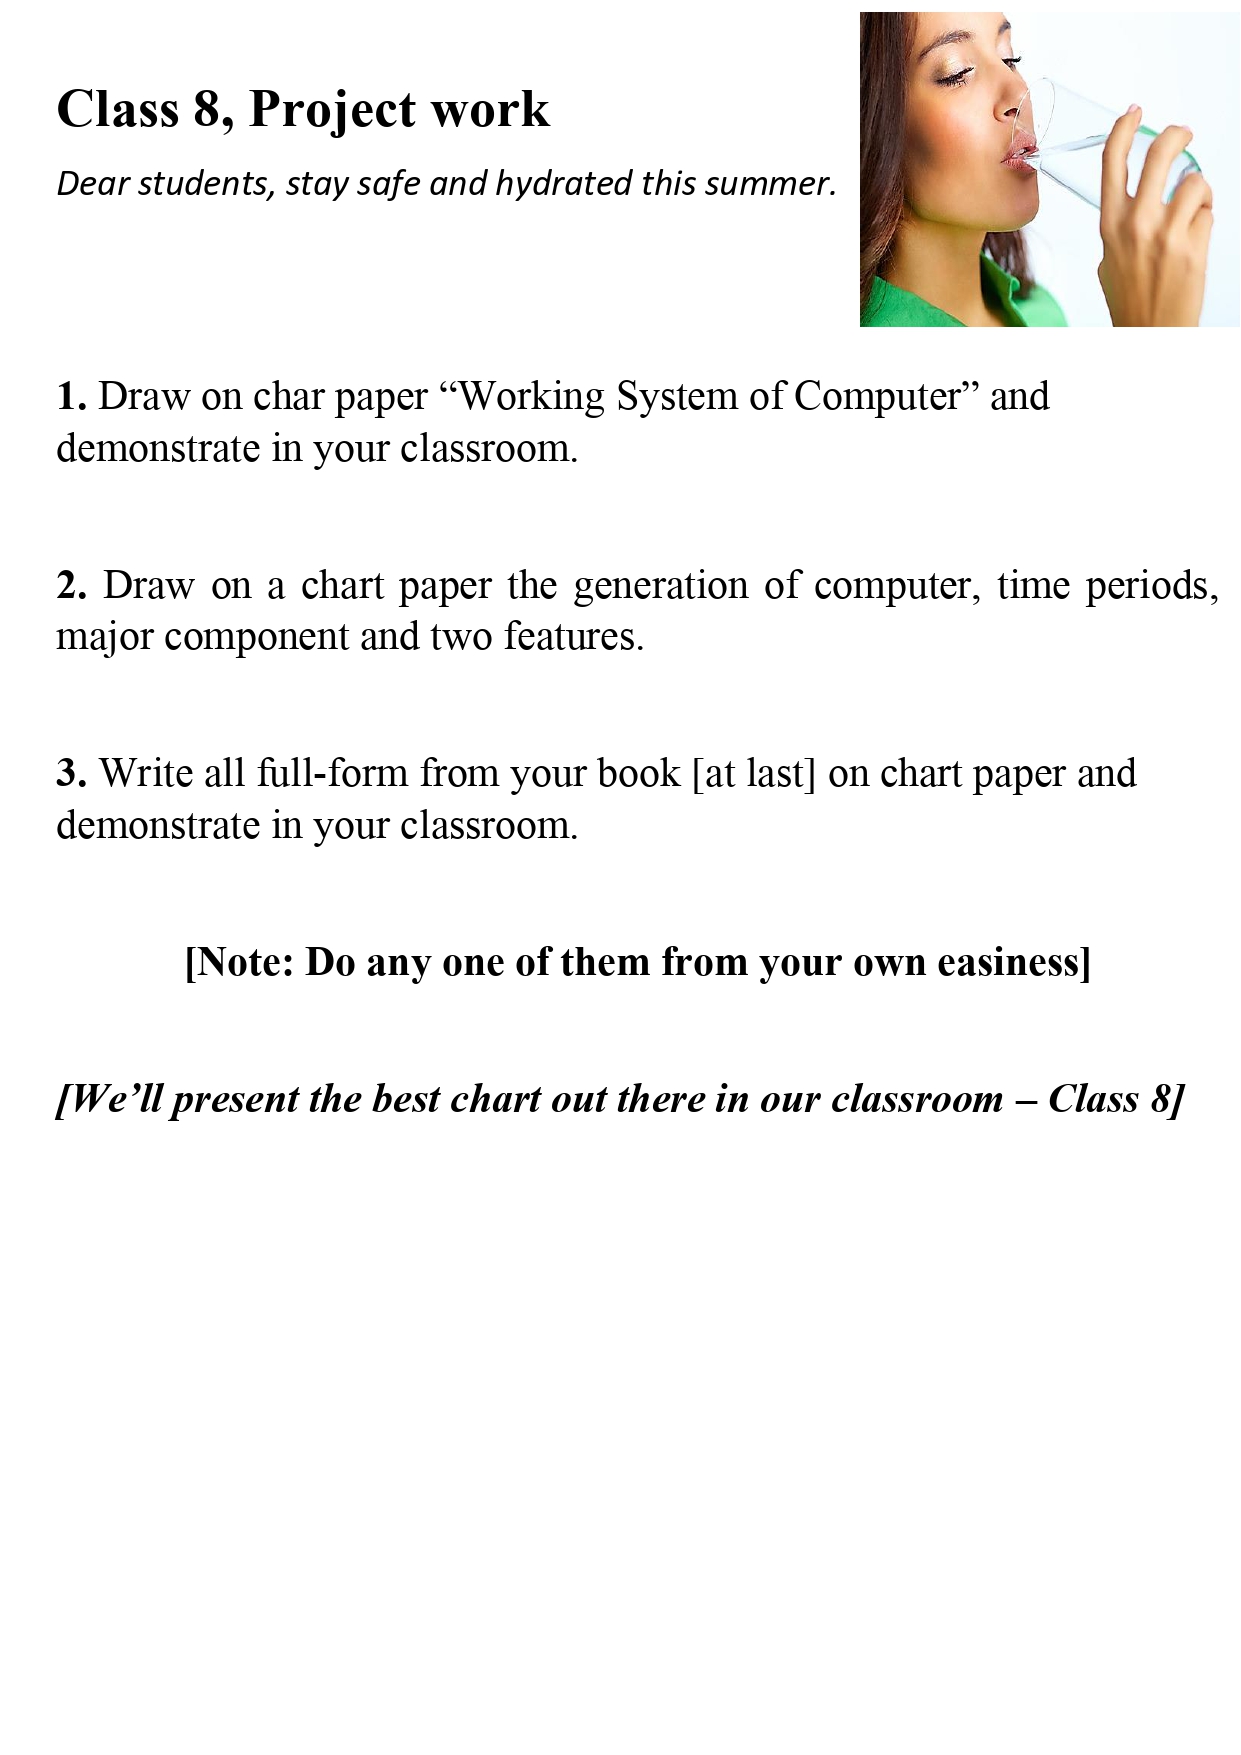 Class 8, Project work
Dear students, stay safe and hydrated this summer.
1. Draw on char paper “Working System of Computer” and
demonstrate in your classroom.
2. Draw on a chart paper the generation of computer, time periods,
major component and two features.
3. Write all full-form from your book [at last] on chart paper and
demonstrate in your classroom.
[Note: Do any one of them from your own easiness]
[We’ll present the best chart out there in our classroom – Class 8]